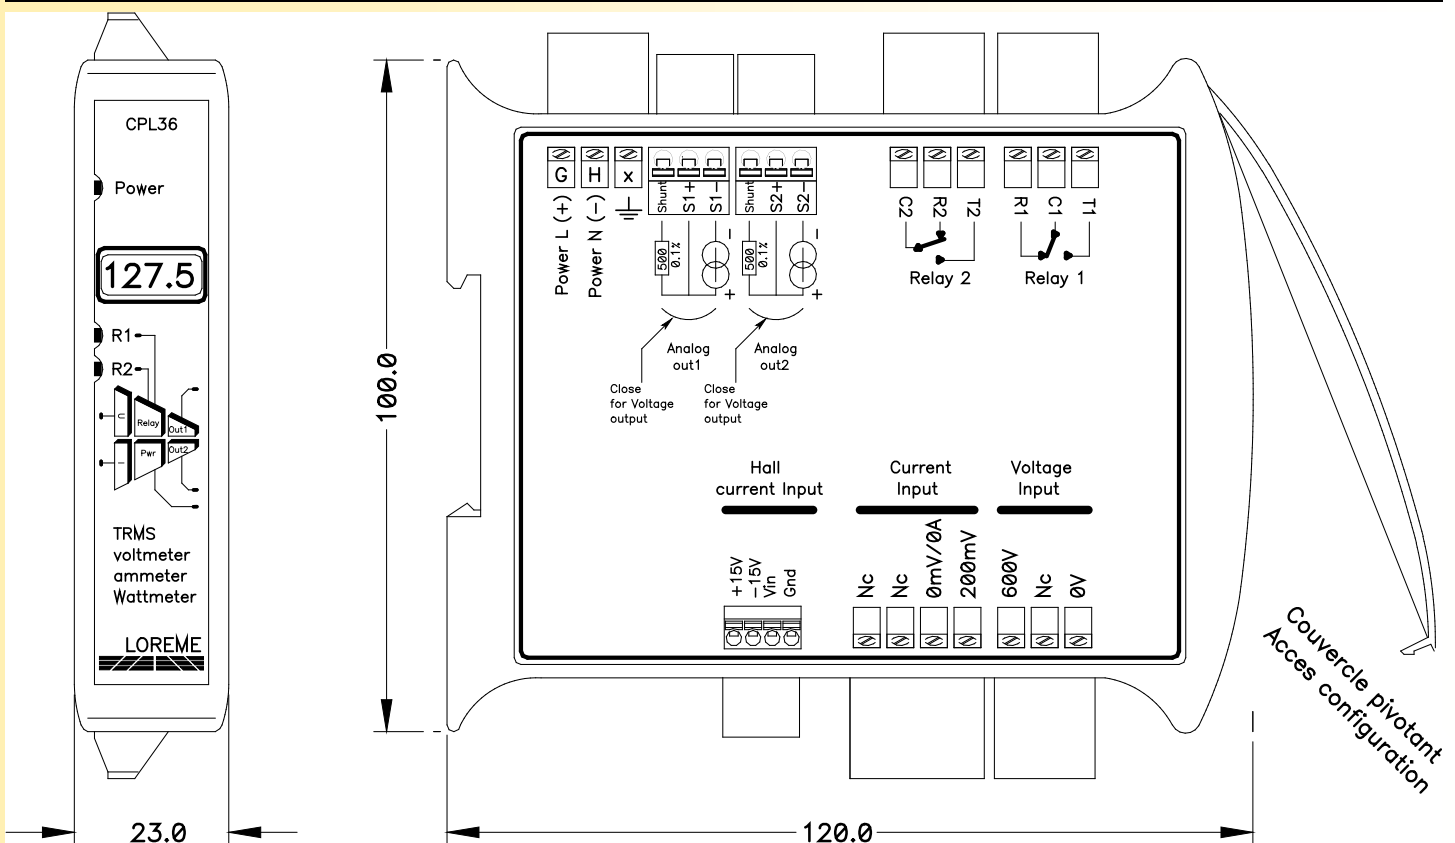 CPL36
Power
127.5
R1
R2
U
Relay
Out1
I
Pwr
Out2
TRMS
voltmeter
ammeter
Wattmeter
LOREME
23.0
100.0
120.0
G H x
Power L (+)
Power N (-)
Shunt S1+ S1-
Shunt S2+ S2-
500 0.1%
500 0.1%
- +
- +
Analog
out1
Analog
out2
Close
for Voltage
output
Close
for Voltage
output
C2 R2 T2
R1 C1 T1
Relay 2
Relay 1
Hall
current Input
Current
Input
Voltage
Input
+15V
-15V
Vin
Gnd
Nc
Nc
0mV/0A
200mV
600V
Nc
0V
Couvercle pivotant
Acces configuration